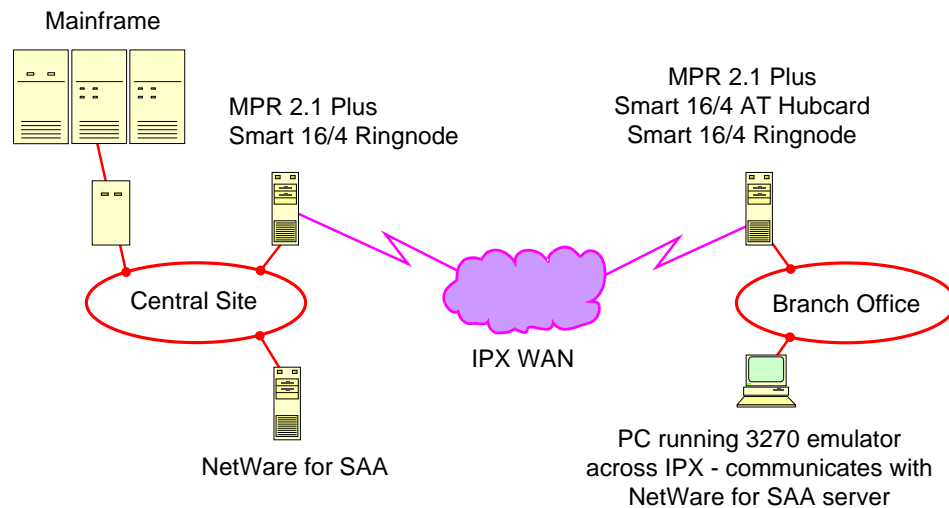 Mainframe
MPR 2.1 Plus
Smart 16/4 Ringnode
MPR 2.1 Plus
Smart 16/4 AT Hubcard
Smart 16/4 Ringnode
Central Site
Branch Office
IPX WAN
NetWare for SAA
PC running 3270 emulator
across IPX - communicates with
NetWare for SAA server